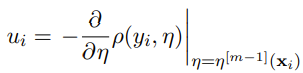 $u_i = -\frac{\partial}{\partial \eta} \rho(y_i, \eta) \Big|_{\eta = \eta^{[m-1]}(\mathbf{x}_i)}$